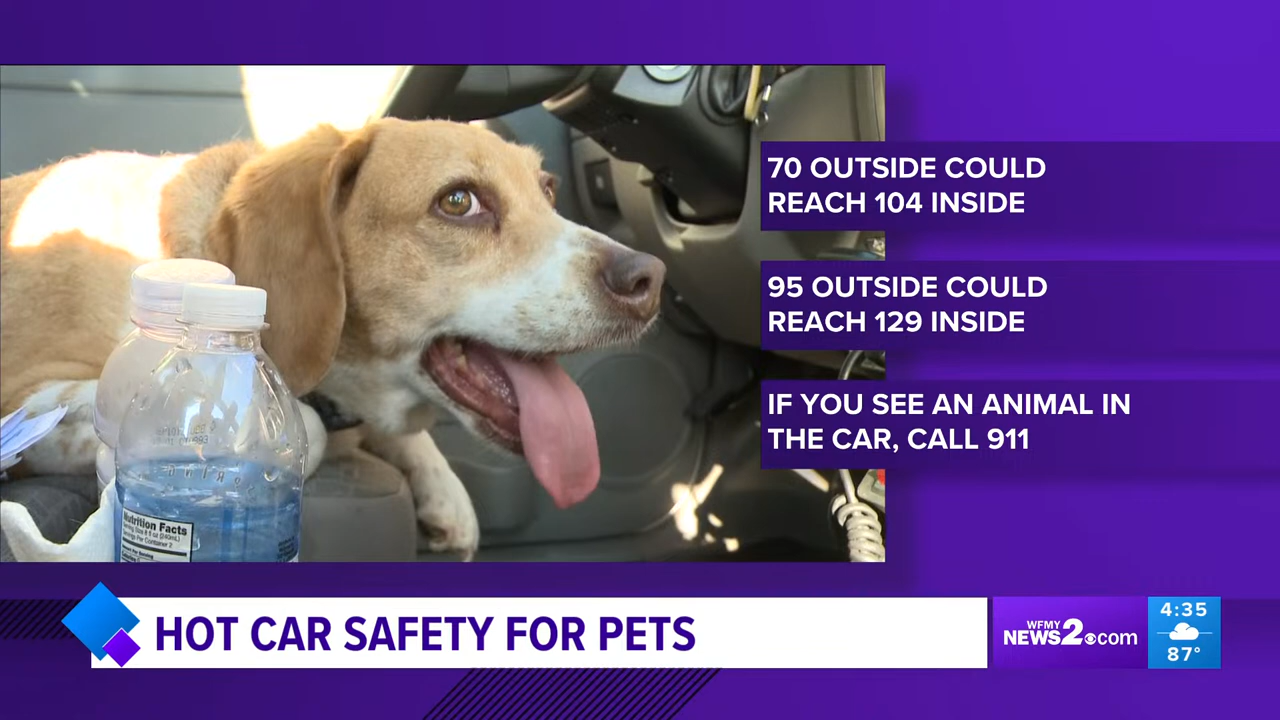 70 OUTSIDE COULD
REACH 104 INSIDE
95 OUTSIDE COULD
REACH 129 INSIDE
IF YOU SEE AN ANIMAL IN
THE CAR, CALL 911
Nutrition Facts
HOT CAR SAFETY FOR PETS
WFMY
NEWS2 com
4:35
87°